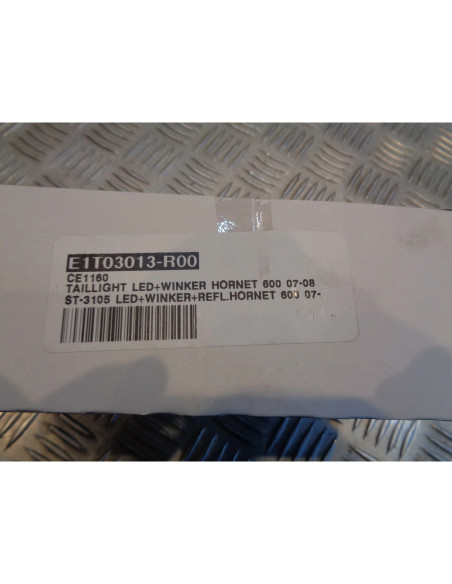 E1T03013-R00
CE1160
TAILLIGHT LED+WINKER HORNET 600 07-08
ST-3105 LED+WINKER+REFL.HORNET 600 07-